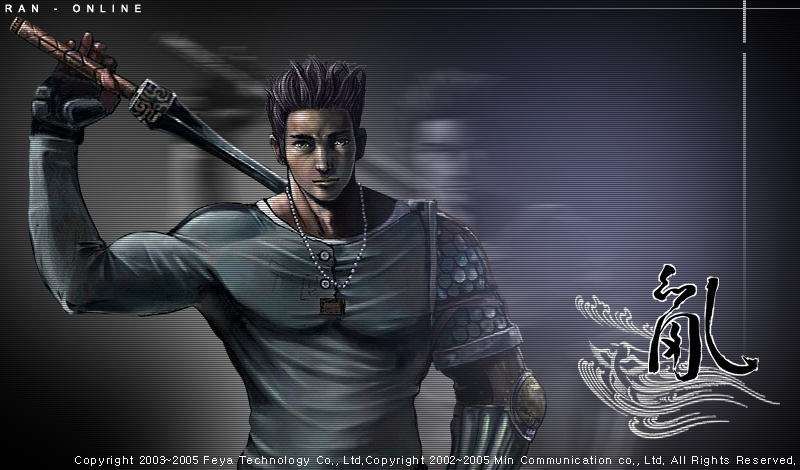 RAN - ONLINE
亂
Copyright 2003~2005 Feya Technology Co., Ltd,Copyright 2002~2005 Min Communication co., Ltd, All Rights Reserved.